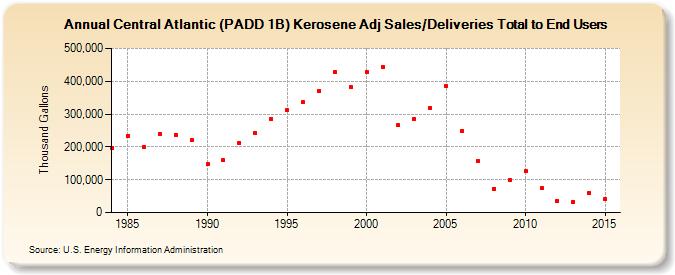 Annual Central Atlantic (PADD 1B) Kerosene Adj Sales/Deliveries Total to End Users
Thousand Gallons
500,000
400,000
300,000
200,000
100,000
0
1985 1990 1995 2000 2005 2010 2015
Source: U.S. Energy Information Administration